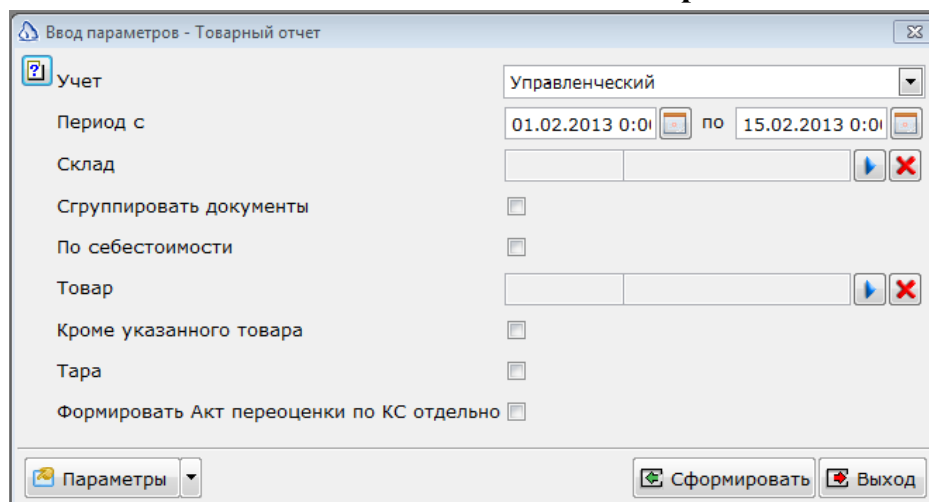 Ввод параметров - Товарный отчет
Учет Управленческий
Период с 01.02.2013 0:0 по 15.02.2013 0:0
Склад
Сгруппировать документы
По себестоимости
Товар
Кроме указанного товара
Тара
Формировать Акт переоценки по КС отдельно
Параметры Сформировать Выход